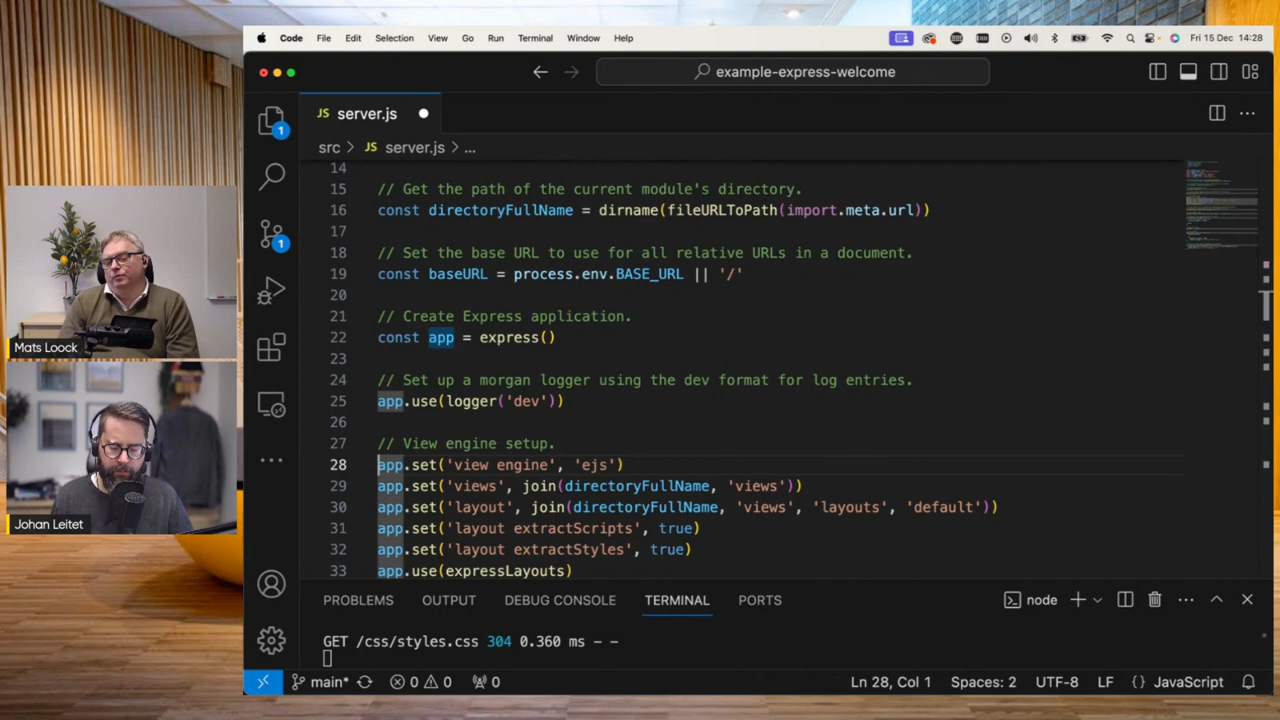 Code File Edit Selection View Go Run Terminal Window Help Fri 15 Dec 14:28
example-express-welcome
JS server.js
src > JS server.js > ...
14
15 // Get the path of the current module's directory.
16 const directoryFullName = dirname(fileURLToPath(import.meta.url))
17
18 // Set the base URL to use for all relative URLs in a document.
19 const baseURL = process.env.BASE_URL || '/'
20
21 // Create Express application.
22 const app = express()
23
24 // Set up a morgan logger using the dev format for log entries.
25 app.use(logger('dev'))
26
27 // View engine setup.
28 app.set('view engine', 'ejs')
29 app.set('views', join(directoryFullName, 'views'))
30 app.set('layout', join(directoryFullName, 'views', 'layouts', 'default'))
31 app.set('layout extractScripts', true)
32 app.set('layout extractStyles', true)
33 app.use(expressLayouts)
PROBLEMS OUTPUT DEBUG CONSOLE TERMINAL PORTS node
GET /css/styles.css 304 0.360 ms - -
main* 0 0 0 Ln 28, Col 1 Spaces: 2 UTF-8 LF {} JavaScript
1
1
Mats Loock
Johan Leitet